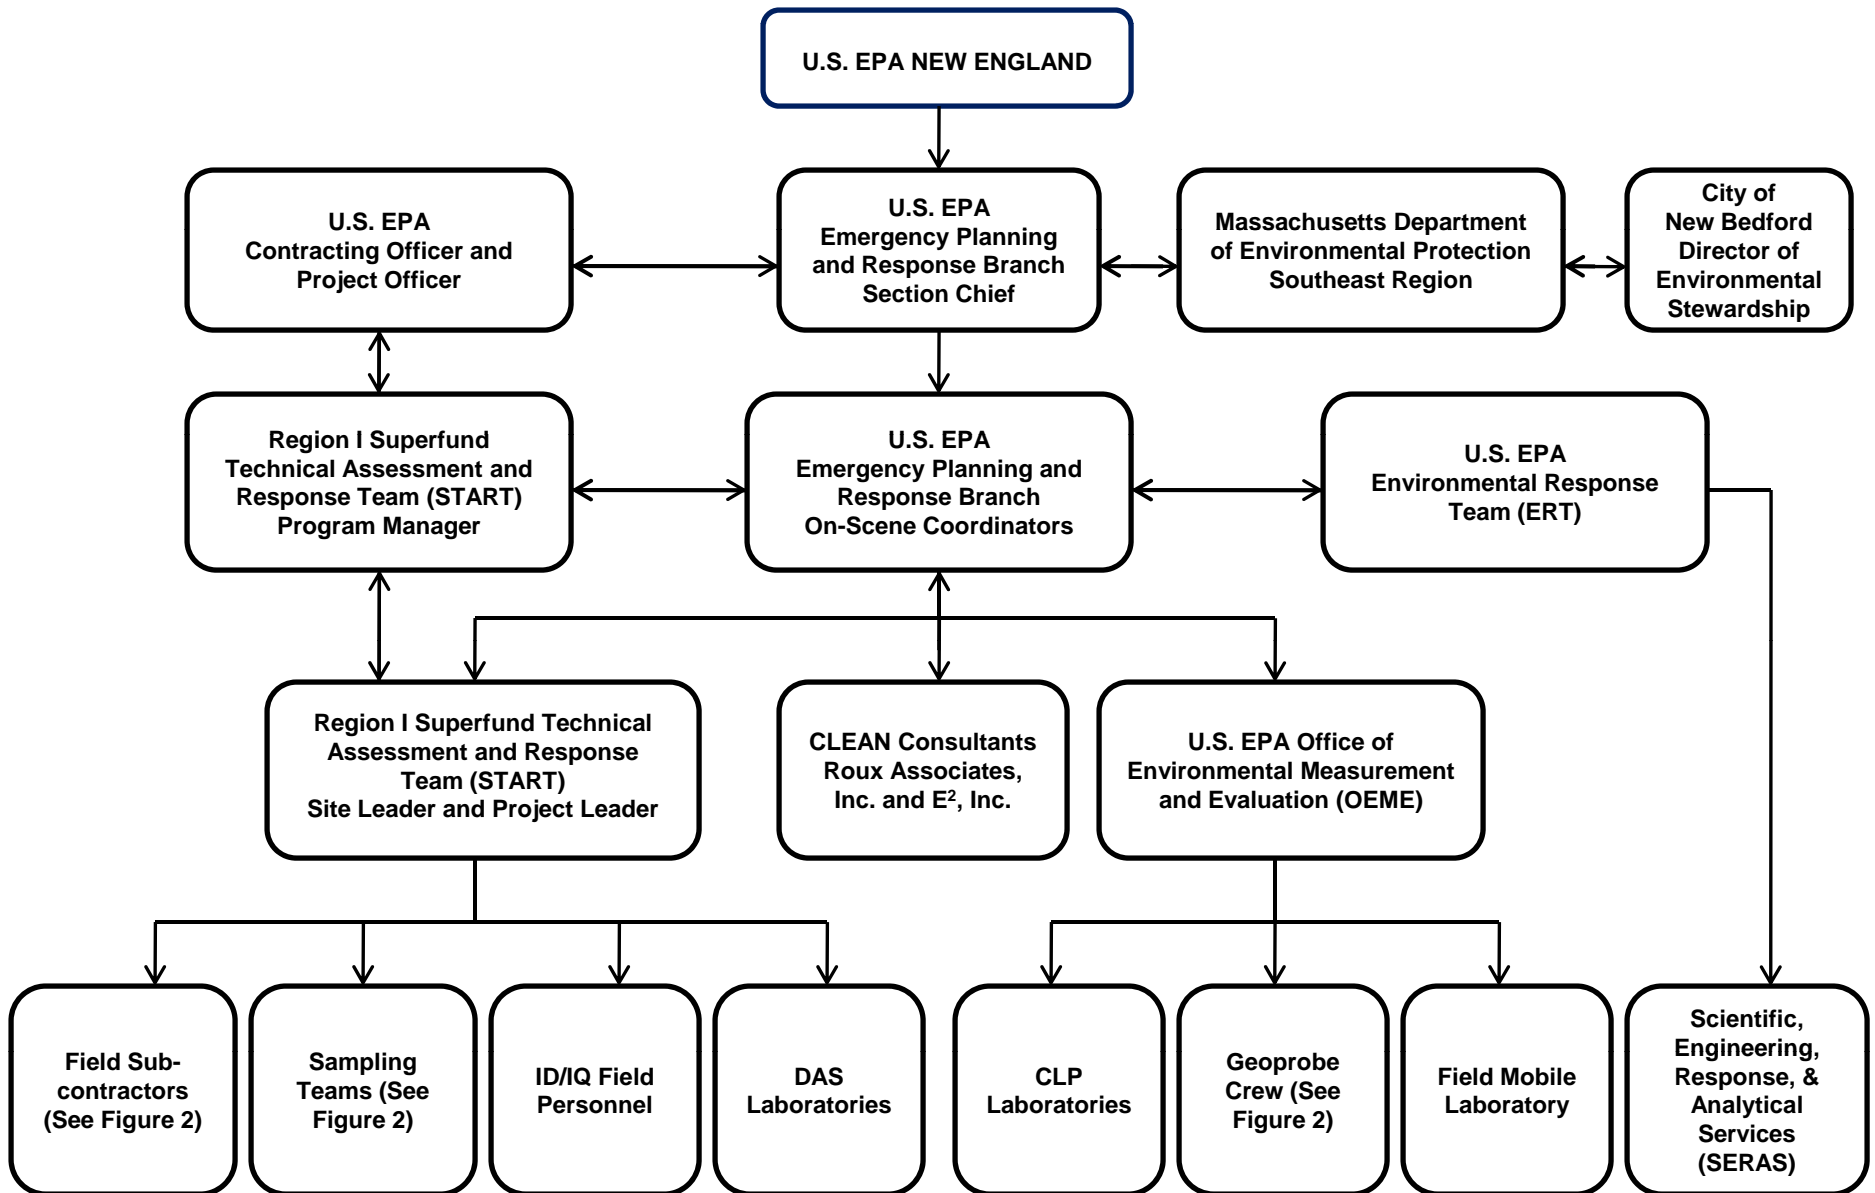 U.S. EPA NEW ENGLAND
U.S. EPA
Contracting Officer and
Project Officer
U.S. EPA
Emergency Planning
and Response Branch
Section Chief
Massachusetts Department
of Environmental Protection
Southeast Region
City of
New Bedford
Director of
Environmental
Stewardship
Region I Superfund
Technical Assessment and
Response Team (START)
Program Manager
U.S. EPA
Emergency Planning and
Response Branch
On-Scene Coordinators
U.S. EPA
Environmental Response
Team (ERT)
Region I Superfund Technical
Assessment and Response
Team (START)
Site Leader and Project Leader
CLEAN Consultants
Roux Associates,
Inc. and E², Inc.
U.S. EPA Office of
Environmental Measurement
and Evaluation (OEME)
Field Sub-
contractors
(See Figure 2)
Sampling
Teams (See
Figure 2)
ID/IQ Field
Personnel
DAS
Laboratories
CLP
Laboratories
Geoprobe
Crew (See
Figure 2)
Field Mobile
Laboratory
Scientific,
Engineering,
Response, &
Analytical
Services
(SERAS)